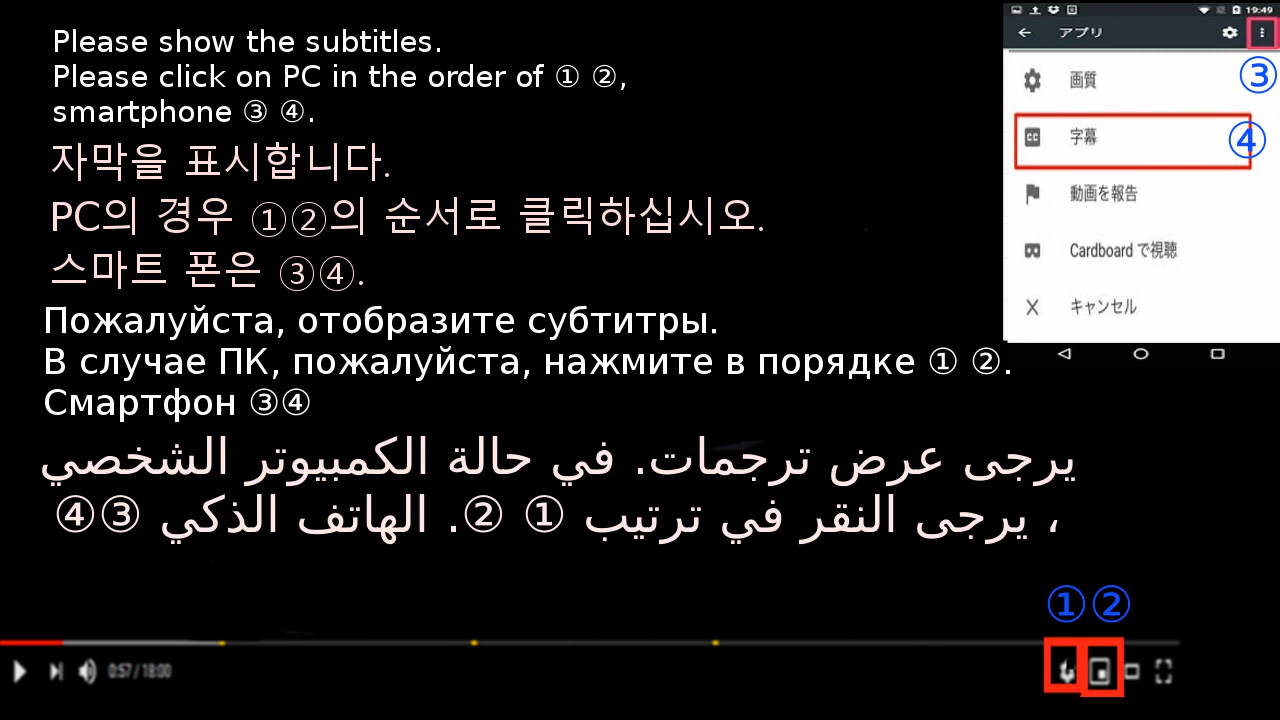 Please show the subtitles.
Please click on PC in the order of ① ②,
smartphone ③ ④.
자막을 표시합니다.
PC의 경우 ①②의 순서로 클릭하십시오.
스마트 폰은 ③④.
Пожалуйста, отобразите субтитры.
В случае ПК, пожалуйста, нажмите в порядке ① ②.
Смартфон ③④
يرجى عرض ترجمات. في حالة الكمبيوتر الشخصي
، يرجى النقر في ترتيب ① ②. الهاتف الذكي ③④
19:49
アプリ
③
画質
CC 字幕 ④
動画を報告
Cardboard で視聴
キャンセル
①②
0:57 / 18:00